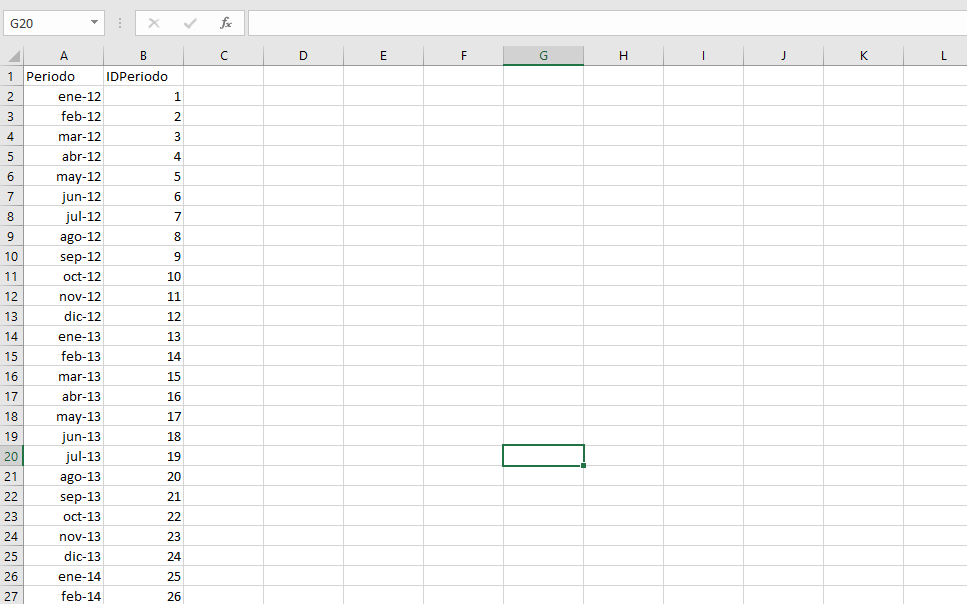 G20 fx
A B C D E F G H I J K L
1 Periodo IDPeriodo
2 ene-12 1
3 feb-12 2
4 mar-12 3
5 abr-12 4
6 may-12 5
7 jun-12 6
8 jul-12 7
9 ago-12 8
10 sep-12 9
11 oct-12 10
12 nov-12 11
13 dic-12 12
14 ene-13 13
15 feb-13 14
16 mar-13 15
17 abr-13 16
18 may-13 17
19 jun-13 18
20 jul-13 19
21 ago-13 20
22 sep-13 21
23 oct-13 22
24 nov-13 23
25 dic-13 24
26 ene-14 25
27 feb-14 26